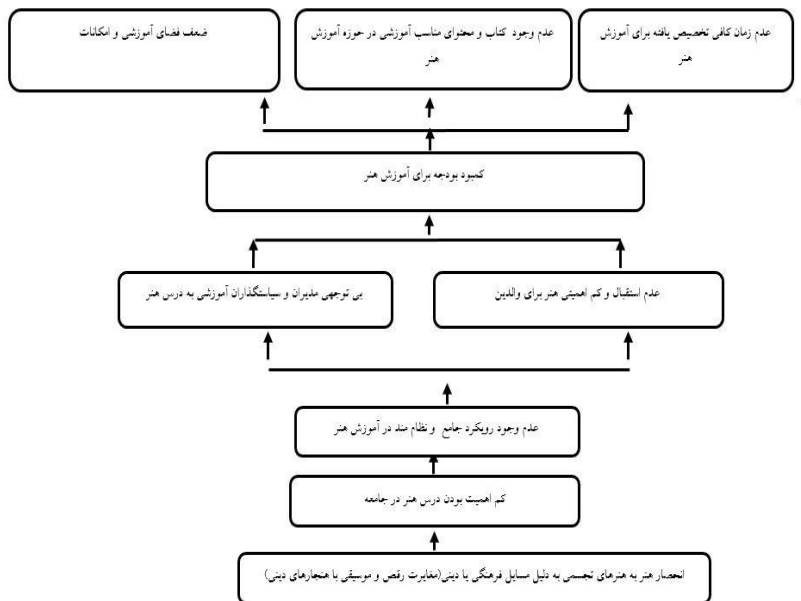 عدم زمان کافی تخصیص یافته برای آموزش
هنر
عدم وجود کتاب و محتوای مناسب آموزشی در حوزه آموزش
هنر
ضعف فضای آموزشی و امکانات
کمبود بودجه برای آموزش هنر
عدم استقبال و کم اهمیتی هنر برای والدین
بی توجهی مدیران و سیاستگذاران آموزشی به درس هنر
عدم وجود رویکرد جامع و نظام مند در آموزش هنر
کم اهمیت بودن درس هنر در جامعه
انحصار هنر به هنرهای تجسمی به دلیل مسایل فرهنگی یا دینی(مغایرت رقص و موسیقی با هنجارهای دینی)